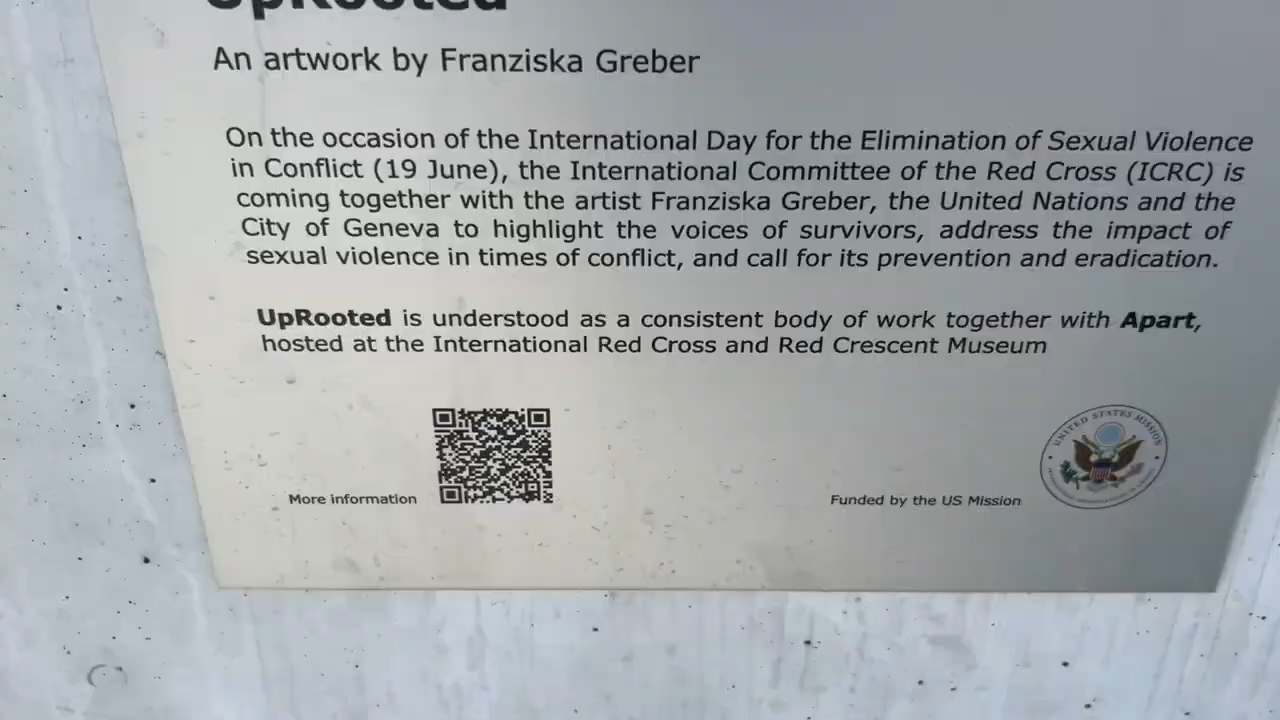 UpRooted
An artwork by Franziska Greber
On the occasion of the International Day for the Elimination of Sexual Violence
in Conflict (19 June), the International Committee of the Red Cross (ICRC) is
coming together with the artist Franziska Greber, the United Nations and the
City of Geneva to highlight the voices of survivors, address the impact of
sexual violence in times of conflict, and call for its prevention and eradication.
UpRooted is understood as a consistent body of work together with Apart,
hosted at the International Red Cross and Red Crescent Museum
UNITED STATES MISSION
More information
Funded by the US Mission